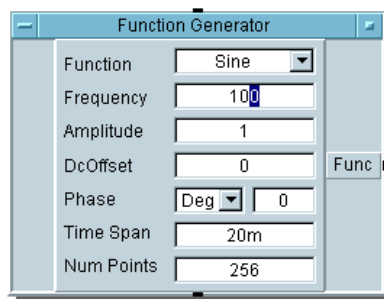 Function Generator
Function Sine
Frequency 100
Amplitude 1
DcOffset 0
Func
Phase Deg 0
Time Span 20m
Num Points 256